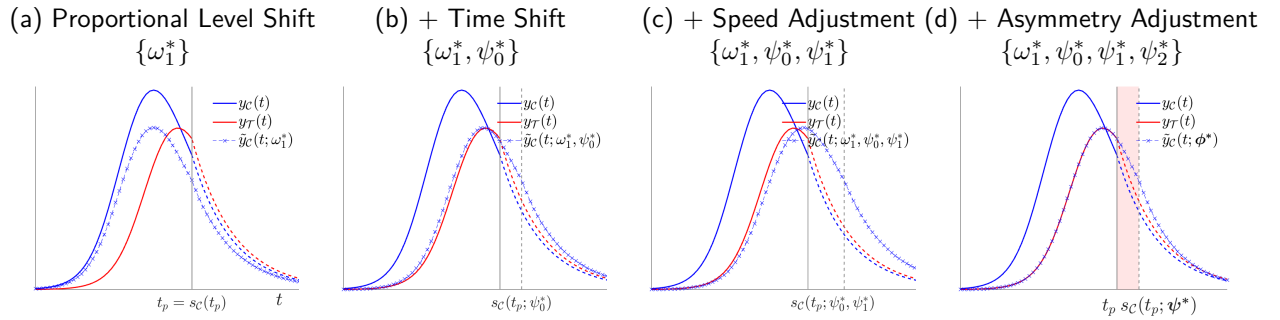 (a) Proportional Level Shift
{ω₁*}
y_C(t)
y_T(t)
ỹ_C(t; ω₁*)
t_p = s_C(t_p)
t
(b) + Time Shift
{ω₁*, ψ₀*}
y_C(t)
y_T(t)
ỹ_C(t; ω₁*, ψ₀*)
s_C(t_p; ψ₀*)
(c) + Speed Adjustment
{ω₁*, ψ₀*, ψ₁*}
y_C(t)
y_T(t)
ỹ_C(t; ω₁*, ψ₀*, ψ₁*)
s_C(t_p; ψ₀*, ψ₁*)
(d) + Asymmetry Adjustment
{ω₁*, ψ₀*, ψ₁*, ψ₂*}
y_C(t)
y_T(t)
ỹ_C(t; ϕ*)
t_p s_C(t_p; ψ*)